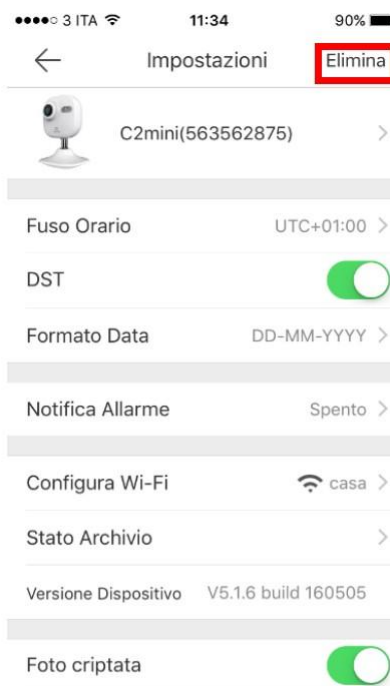 3 ITA 11:34 90%
Impostazioni Elimina
C2mini(563562875)
Fuso Orario UTC+01:00
DST
Formato Data DD-MM-YYYY
Notifica Allarme Spento
Configura Wi-Fi casa
Stato Archivio
Versione Dispositivo V5.1.6 build 160505
Foto criptata